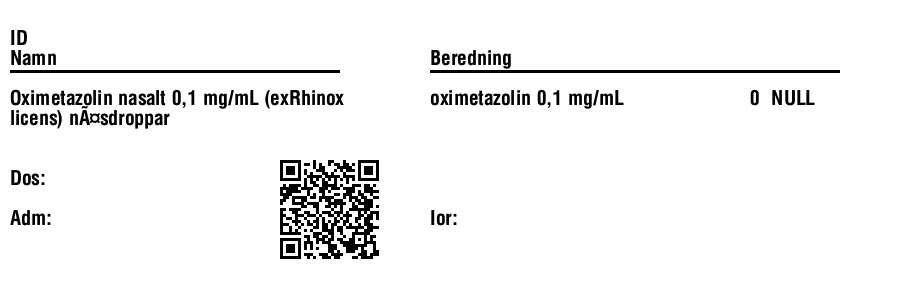 ID
Namn
Beredning
Oximetazolin nasalt 0,1 mg/mL (exRhinox
licens) nÃ¤sdroppar
oximetazolin 0,1 mg/mL 0 NULL
Dos:
Adm:
Ior: